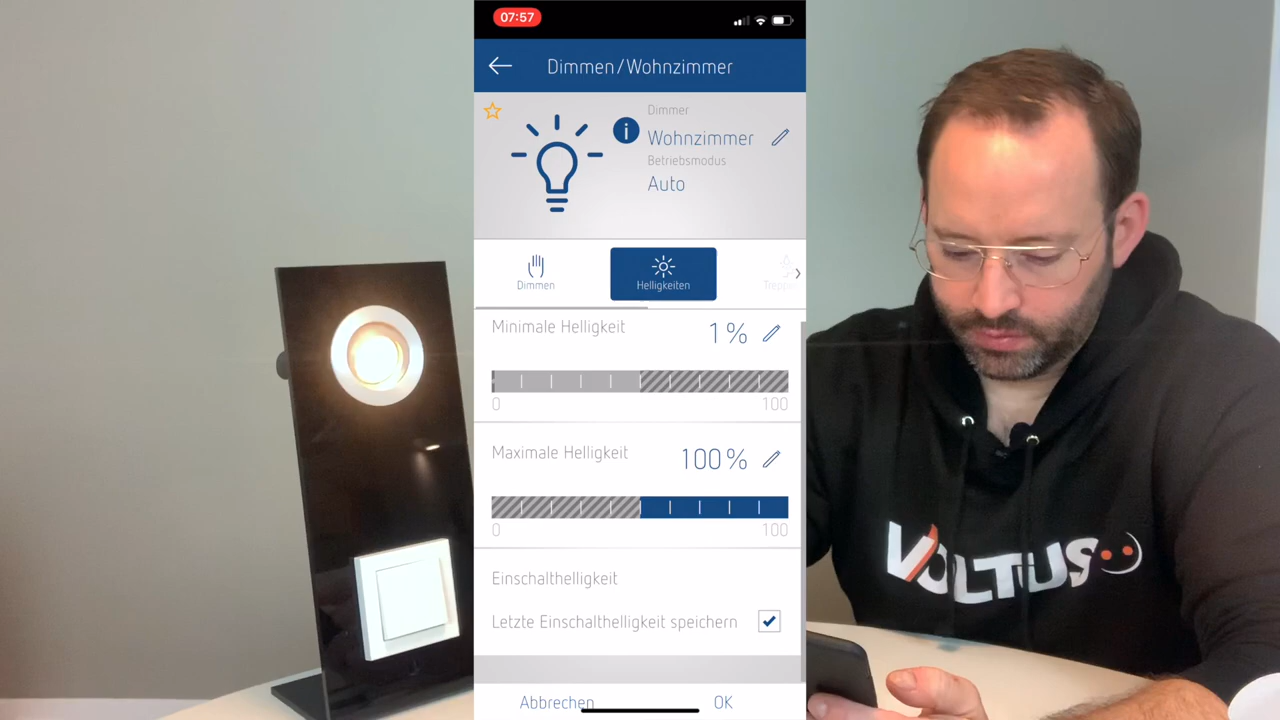 07:57
Dimmen/Wohnzimmer
Dimmer
i
Wohnzimmer
Betriebsmodus
Auto
Dimmen
Helligkeiten
Minimale Helligkeit
1 %
0
100
Maximale Helligkeit
100 %
0
100
Einschalthelligkeit
Letzte Einschalthelligkeit speichern
Abbrechen
OK
VOLTUS